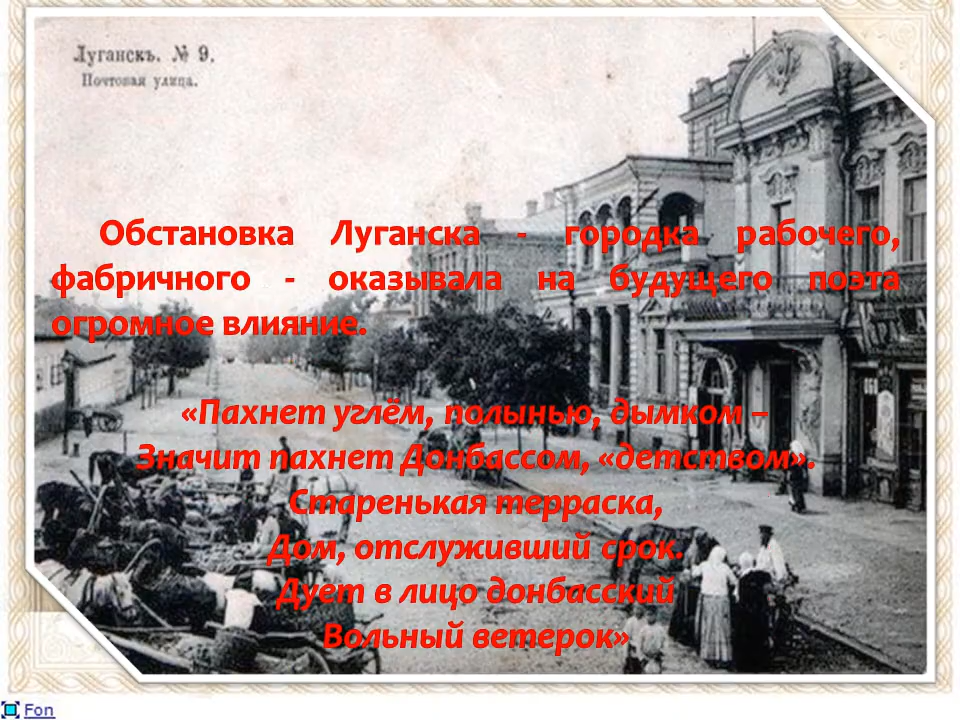 Луганскъ. № 9.
Почтовая улица.
Обстановка Луганска - городка рабочего,
фабричного - оказывала на будущего поэта
огромное влияние.
«Пахнет углём, полынью, дымком –
Значит пахнет Донбассом, «детством».
Старенькая терраска,
Дом, отслуживший срок.
Дует в лицо донбасский
Вольный ветерок»
Fon